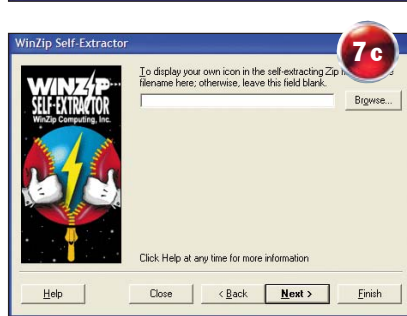 WinZip Self-Extractor
7c
WINZIP
SELF-EXTRACTOR
WinZip Computing, Inc.
To display your own icon in the self-extracting Zip
filename here; otherwise, leave this field blank.
Browse...
Click Help at any time for more information
Help
Close
< Back
Next >
Finish